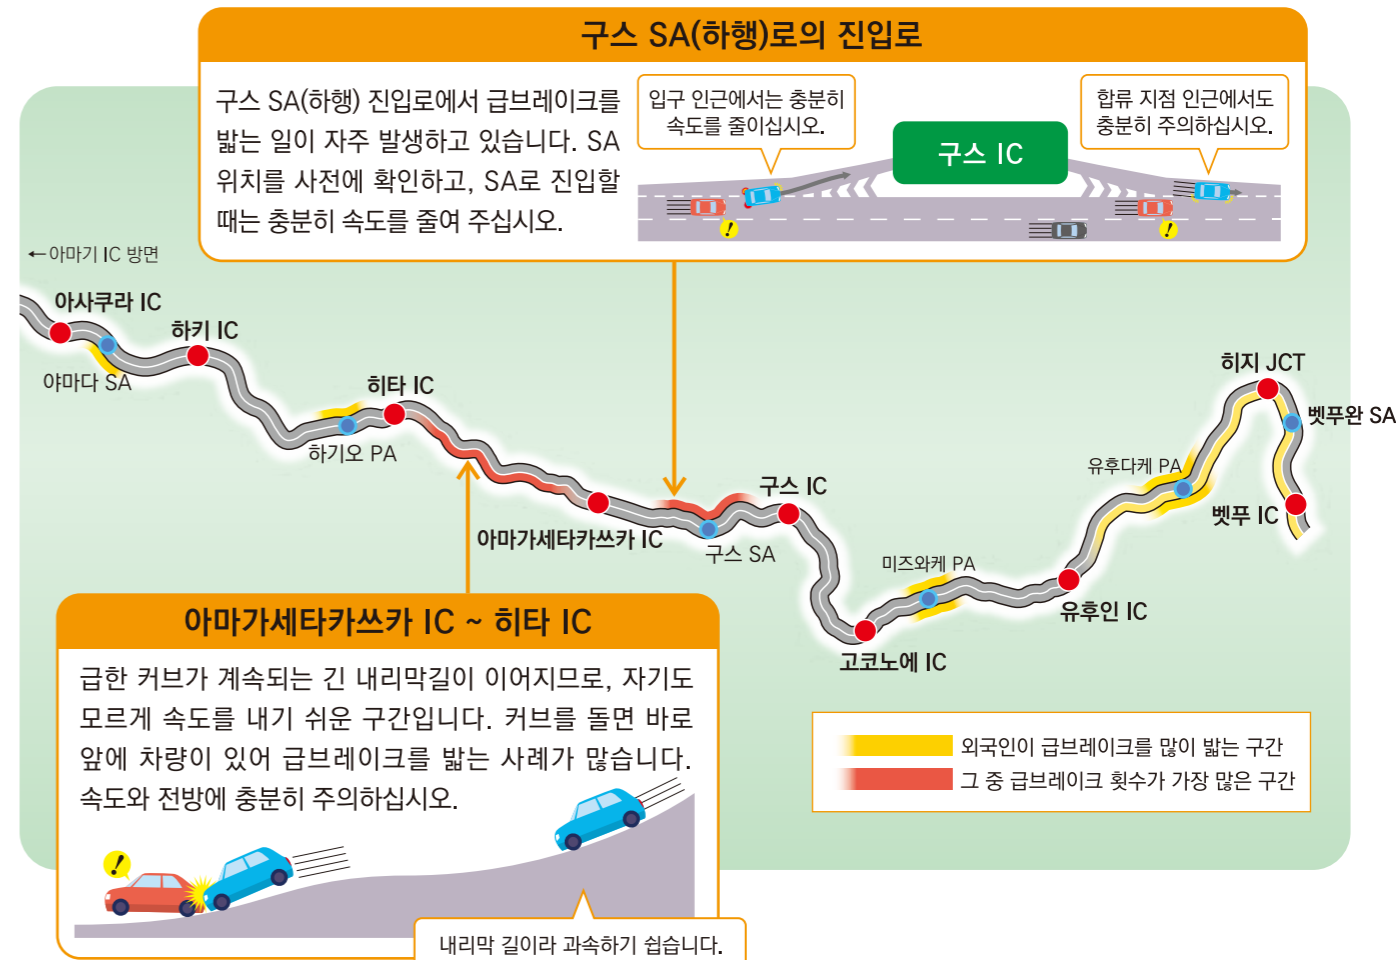 구스 SA(하행)로의 진입로
구스 SA(하행) 진입로에서 급브레이크를
밟는 일이 자주 발생하고 있습니다. SA
위치를 사전에 확인하고, SA로 진입할
때는 충분히 속도를 줄여 주십시오.
입구 인근에서는 충분히
속도를 줄이십시오.
합류 지점 인근에서도
충분히 주의하십시오.
구스 IC
!
!
←아마기 IC 방면
아사쿠라 IC
하키 IC
야마다 SA
히타 IC
하기오 PA
아마가세타카쓰카 IC
구스 SA
구스 IC
고코노에 IC
미즈와케 PA
유후인 IC
유후다케 PA
히지 JCT
벳푸완 SA
벳푸 IC
아마가세타카쓰카 IC ~ 히타 IC
급한 커브가 계속되는 긴 내리막길이 이어지므로, 자기도
모르게 속도를 내기 쉬운 구간입니다. 커브를 돌면 바로
앞에 차량이 있어 급브레이크를 밟는 사례가 많습니다.
속도와 전방에 충분히 주의하십시오.
!
내리막 길이라 과속하기 쉽습니다.
외국인이 급브레이크를 많이 밟는 구간
그 중 급브레이크 횟수가 가장 많은 구간